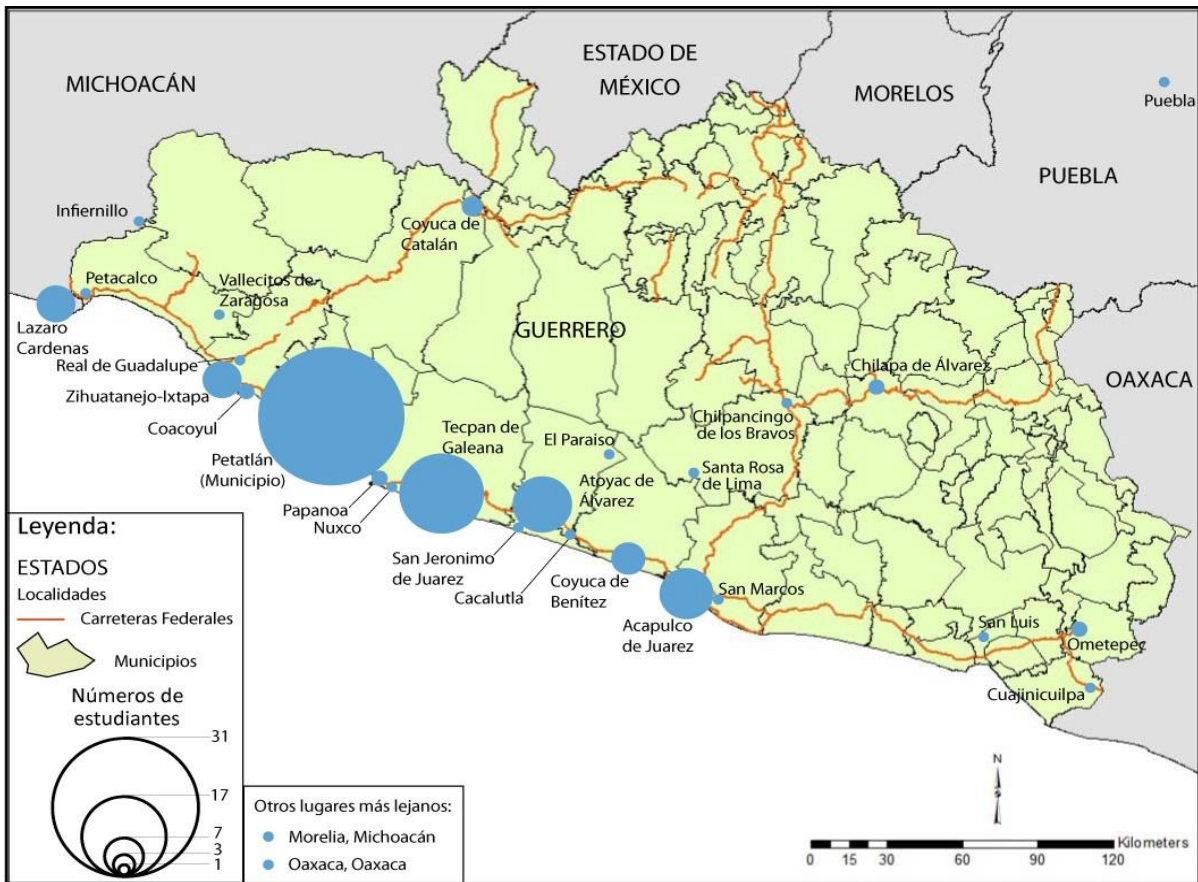 MICHOACÁN
ESTADO DE
MÉXICO
MORELOS
Puebla
PUEBLA
OAXACA
GUERRERO
Infiernillo
Petacalco
Lazaro
Cardenas
Vallecitos de
Zaragosa
Coyuca de
Catalán
Real de Guadalupe
Zihuatanejo-Ixtapa
Coacoyul
Petatlán
(Municipio)
Papanoa
Nuxco
Tecpan de
Galeana
El Paraiso
Atoyac de
Álvarez
Santa Rosa
de Lima
Chilpancingo
de los Bravos
Chilapa de Álvarez
San Jeronimo
de Juarez
Cacalutla
Coyuca de
Benítez
Acapulco
de Juarez
San Marcos
San Luis
Ometepec
Cuajinicuilpa
Leyenda:
ESTADOS
Localidades
Carreteras Federales
Municipios
Números de
estudiantes
31
17
7
3
1
Otros lugares más lejanos:
Morelia, Michoacán
Oaxaca, Oaxaca
N
S
Kilometers
0 15 30 60 90 120